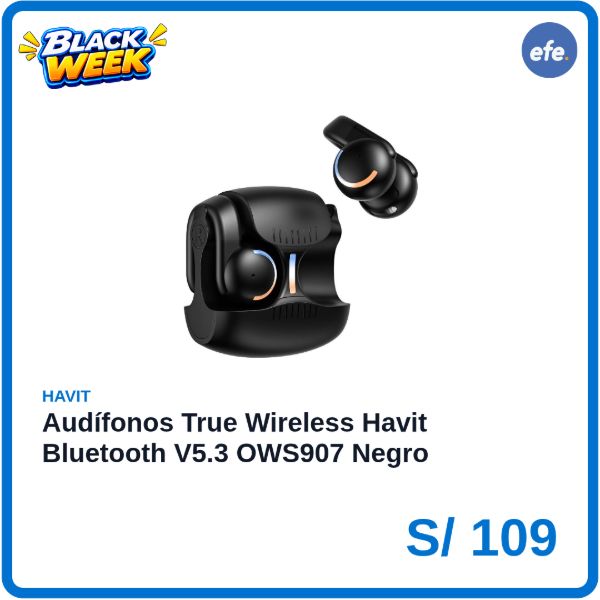 BLACK
WEEK
efe.
HAVIT
Audífonos True Wireless Havit
Bluetooth V5.3 OWS907 Negro
S/ 109